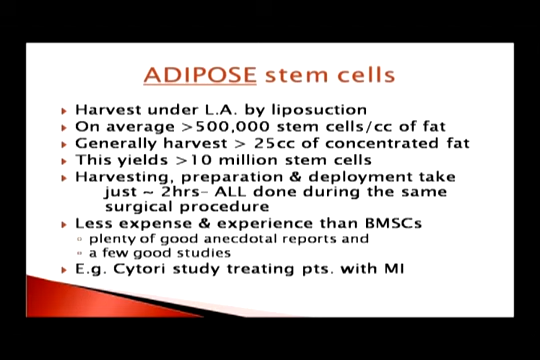 ADIPOSE stem cells
Harvest under L.A. by liposuction
On average >500,000 stem cells/cc of fat
Generally harvest > 25cc of concentrated fat
This yields >10 million stem cells
Harvesting, preparation & deployment take
just ~ 2hrs- ALL done during the same
surgical procedure
Less expense & experience than BMSCs
plenty of good anecdotal reports and
a few good studies
E.g. Cytori study treating pts. with MI